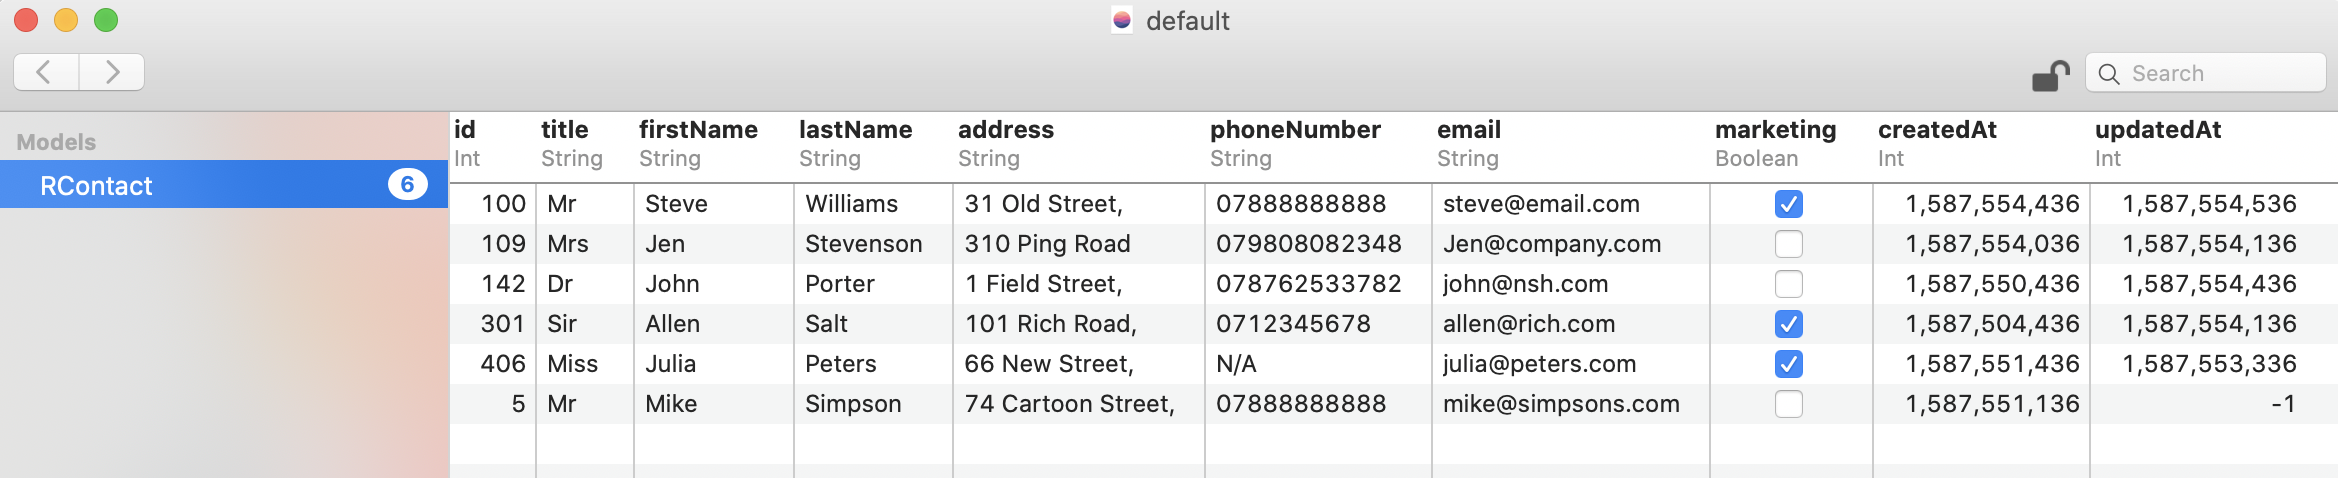 default
Search
Models
RContact 6
id title firstName lastName address phoneNumber email marketing createdAt updatedAt
Int String String String String String String Boolean Int Int
100 Mr Steve Williams 31 Old Street, 07888888888 steve@email.com 1,587,554,436 1,587,554,536
109 Mrs Jen Stevenson 310 Ping Road 079808082348 Jen@company.com 1,587,554,036 1,587,554,136
142 Dr John Porter 1 Field Street, 078762533782 john@nsh.com 1,587,550,436 1,587,554,436
301 Sir Allen Salt 101 Rich Road, 0712345678 allen@rich.com 1,587,504,436 1,587,554,136
406 Miss Julia Peters 66 New Street, N/A julia@peters.com 1,587,551,436 1,587,553,336
5 Mr Mike Simpson 74 Cartoon Street, 07888888888 mike@simpsons.com 1,587,551,136 -1